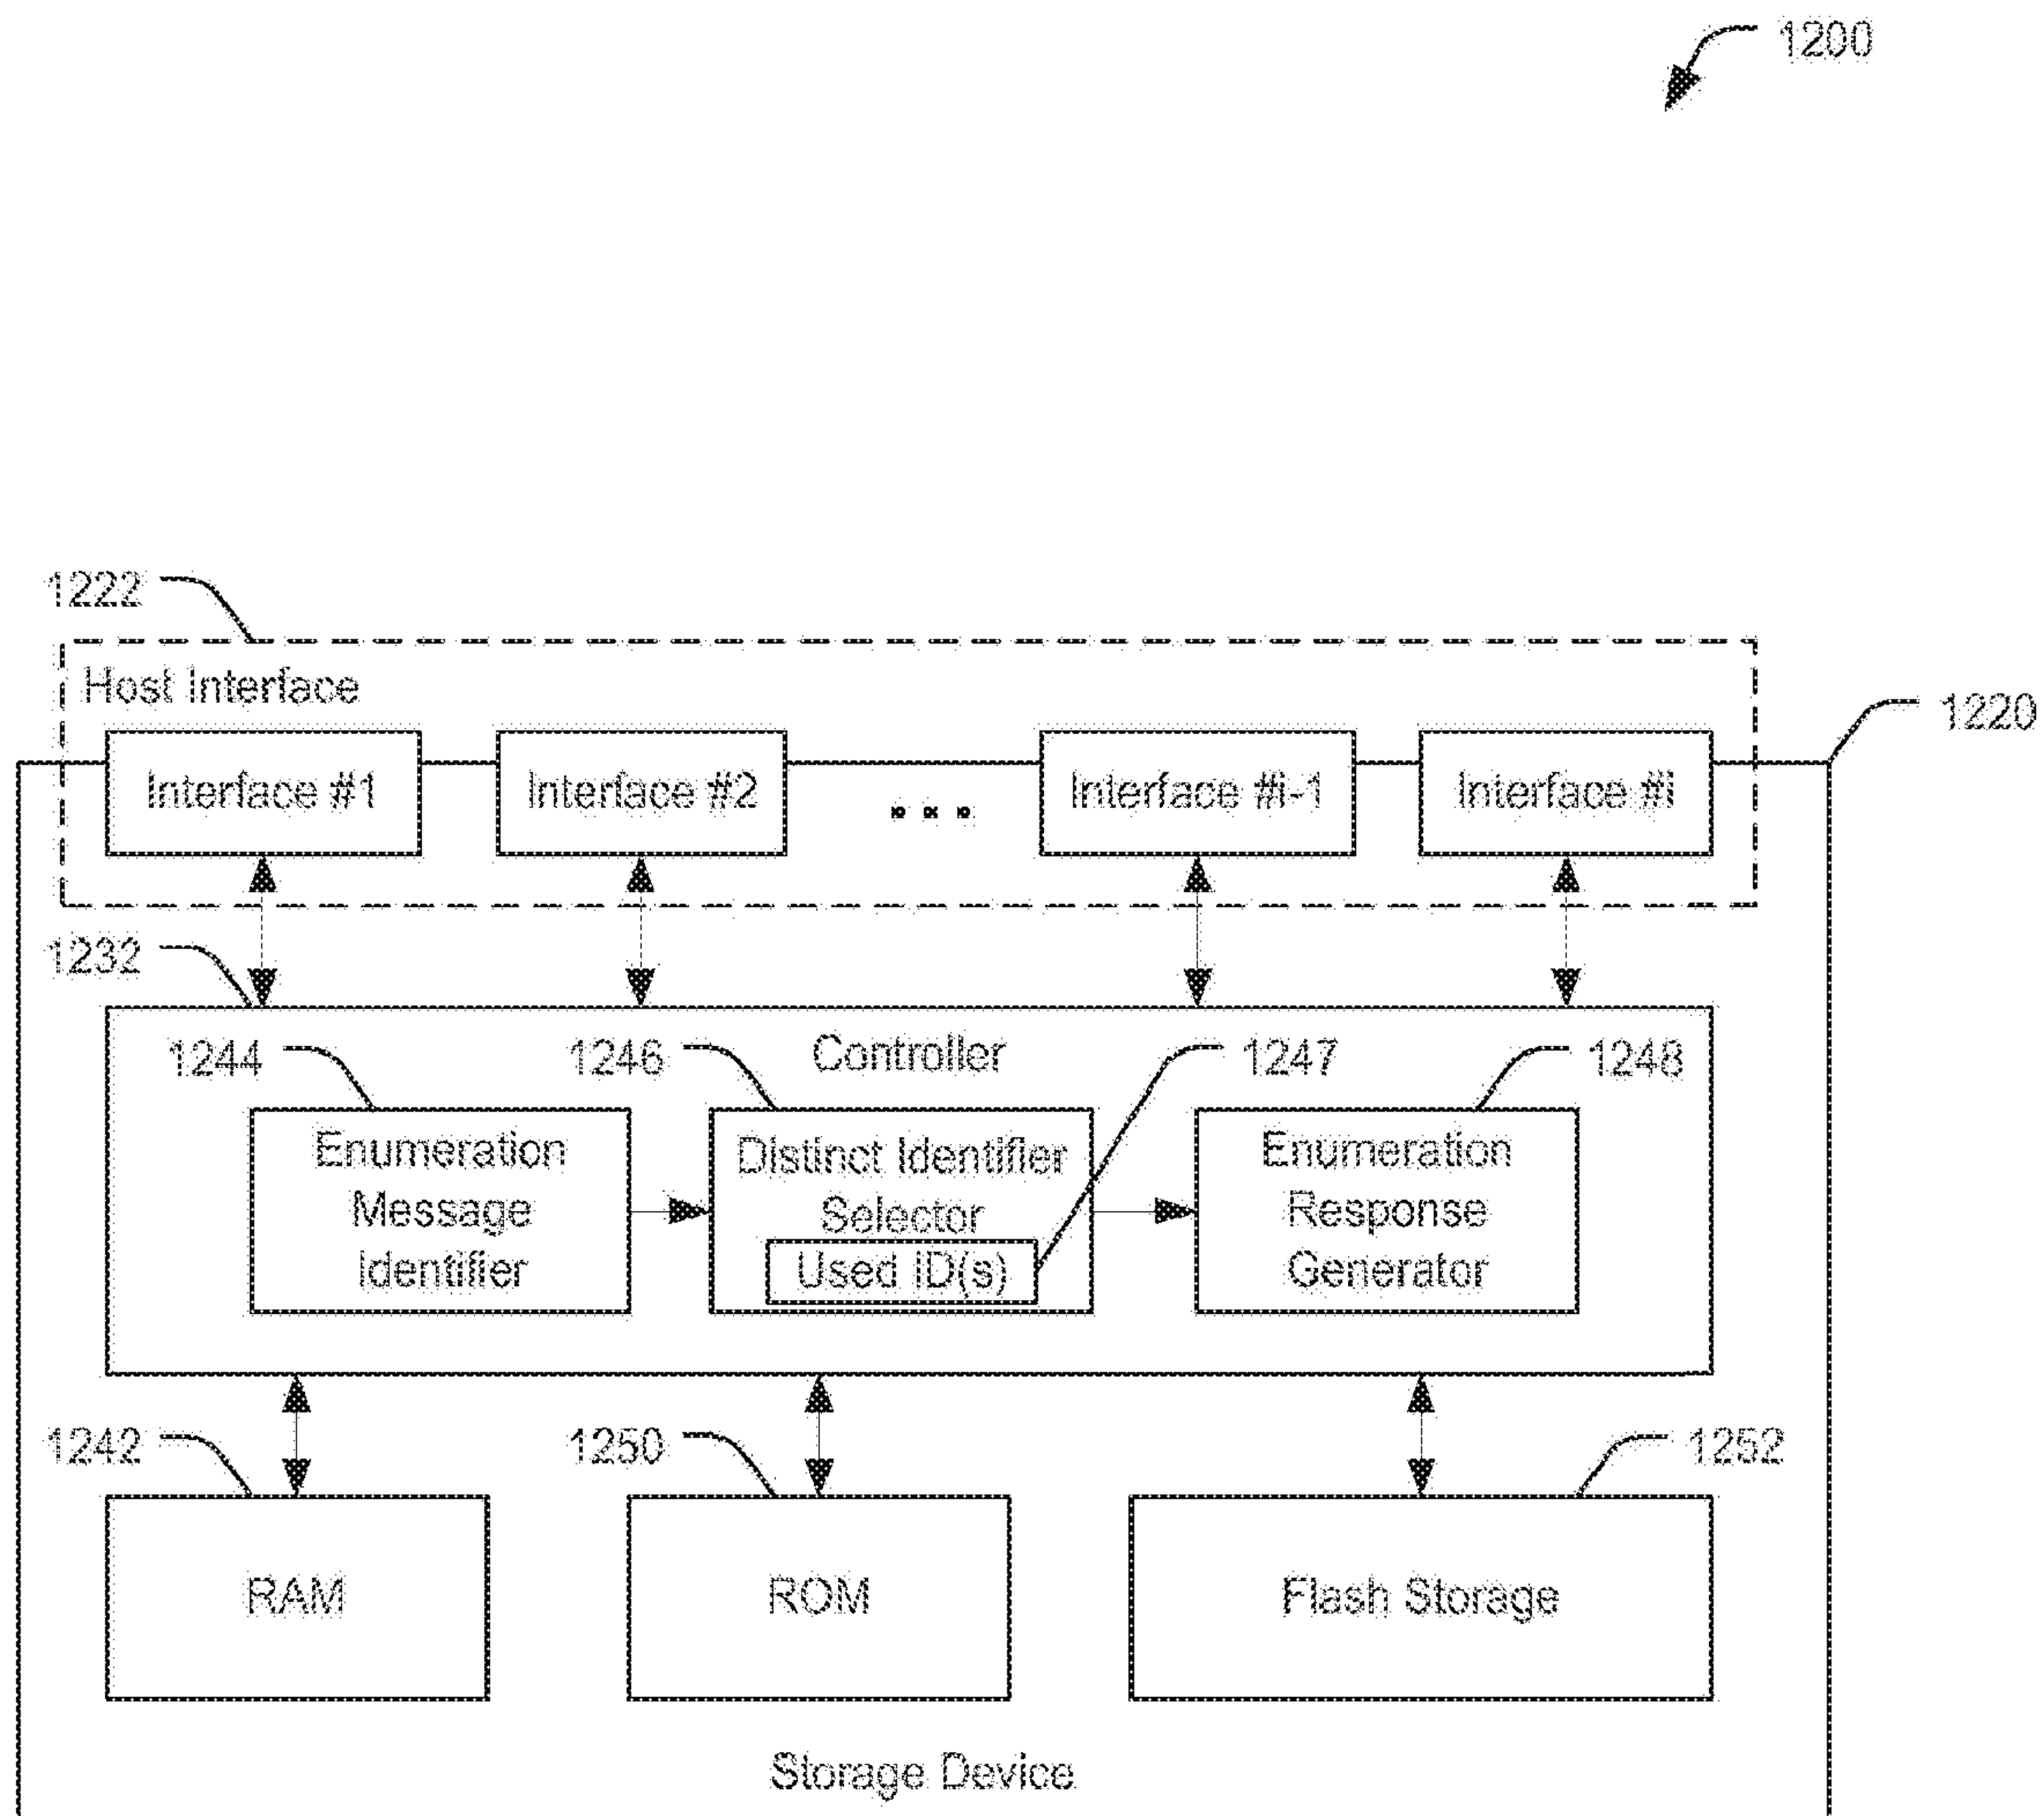 1200
1222
Host Interface
1220
Interface #1
Interface #2
...
Interface #i-1
Interface #i
1232
Controller
1244
1246
1247
1248
Enumeration
Message
Identifier
Distinct Identifier
Selector
Used ID(s)
Enumeration
Response
Generator
1242
1250
1252
RAM
ROM
Flash Storage
Storage Device